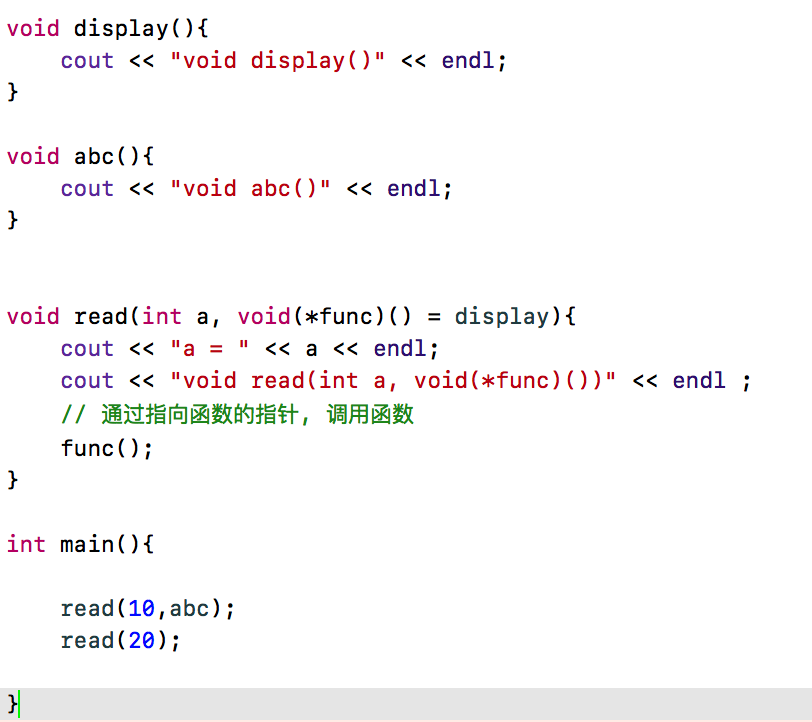 void display(){
    cout << "void display()" << endl;
}
void abc(){
    cout << "void abc()" << endl;
}
void read(int a, void(*func)() = display){
    cout << "a = " << a << endl;
    cout << "void read(int a, void(*func)())" << endl ;
    // 通过指向函数的指针, 调用函数
    func();
}
int main(){
    read(10,abc);
    read(20);
}